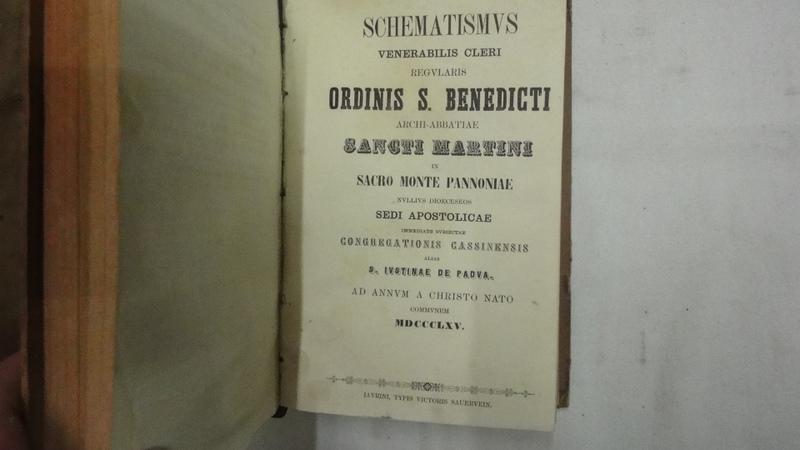 SCHEMATISMVS
VENERABILIS CLERI
REGVLARIS
ORDINIS S. BENEDICTI
ARCHI-ABBATIAE
SANCTI MARTINI
IN
SACRO MONTE PANNONIAE
NVLLIVS DIOECESEOS
SEDI APOSTOLICAE
IMMEDIATE SVBIECTAE
CONGREGATIONIS CASSINENSIS
ALIAS
S. IVSTINAE DE PADVA.
AD ANNVM A CHRISTO NATO
COMMVNEM
MDCCCLXV.
IAVRINI, TYPIS VICTORIS SAUERVEIN.